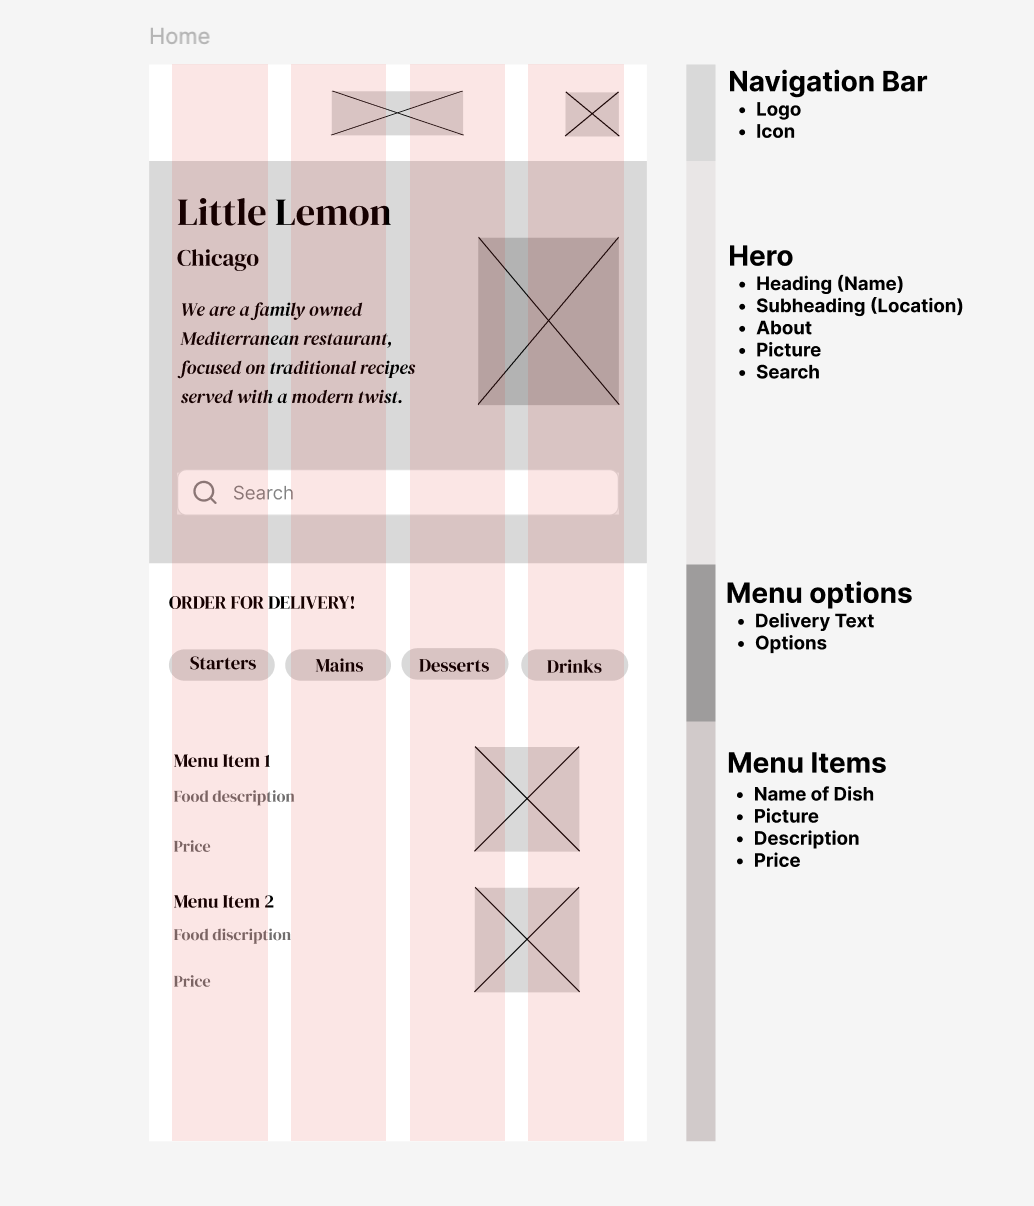 Home
Navigation Bar
• Logo
• Icon
Little Lemon
Chicago
We are a family owned
Mediterranean restaurant,
focused on traditional recipes
served with a modern twist.
Search
Hero
• Heading (Name)
• Subheading (Location)
• About
• Picture
• Search
ORDER FOR DELIVERY!
Starters
Mains
Desserts
Drinks
Menu options
• Delivery Text
• Options
Menu Item 1
Food description
Price
Menu Item 2
Food discription
Price
Menu Items
• Name of Dish
• Picture
• Description
• Price